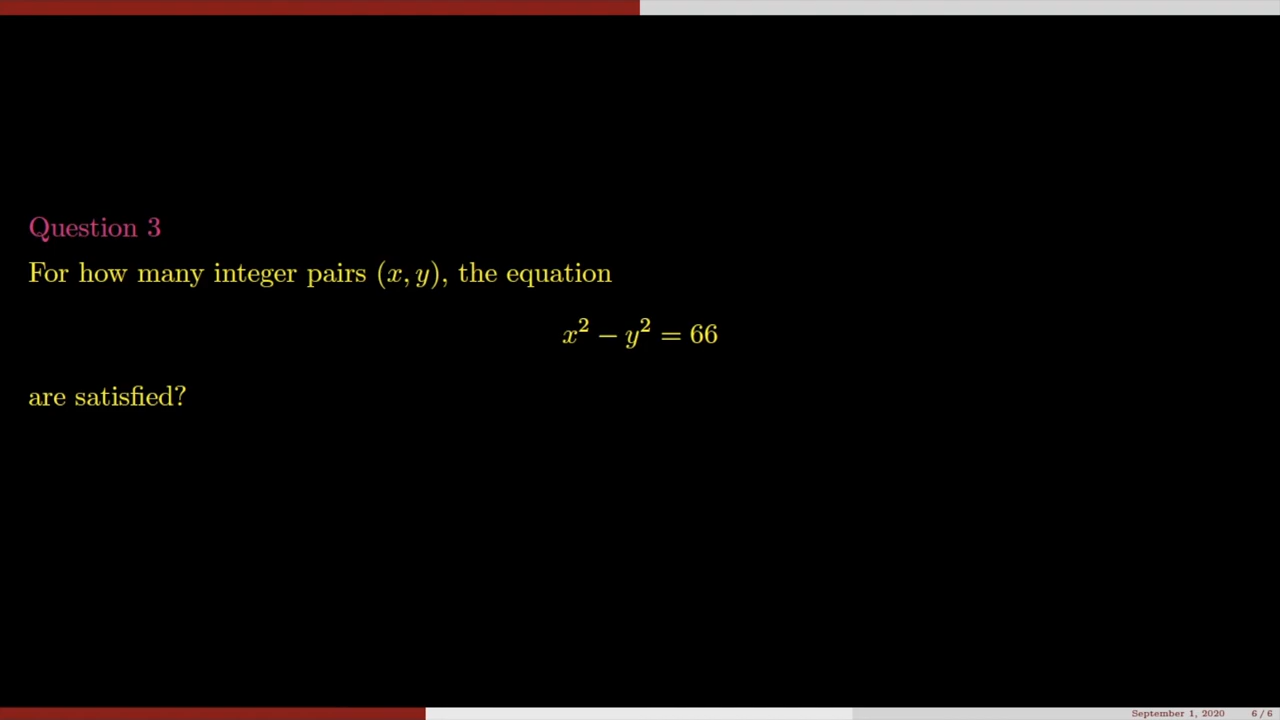 Question 3
For how many integer pairs (x, y), the equation
x² − y² = 66
are satisfied?
September 1, 2020 6 / 6